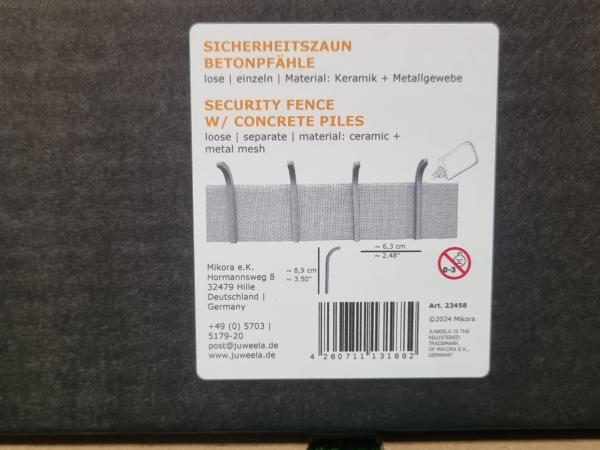 SICHERHEITSZAUN
BETONPFÄHLE
lose | einzeln | Material: Keramik + Metallgewebe
SECURITY FENCE
W/ CONCRETE PILES
loose | separate | material: ceramic +
metal mesh
~ 8,9 cm
~ 3.50"
~ 6,3 cm
~ 2.48"
0-3
Mikora e.K.
Hormannsweg 8
32479 Hille
Deutschland |
Germany
+49 (0) 5703 |
5179-20
post@juweela.de
www.juweela.de
4 260711 131882
Art. 23458
©2024 Mikora
JUWEELA IS THE
REGISTERED
TRADEMARK
OF MIKORA E.K.,
GERMANY